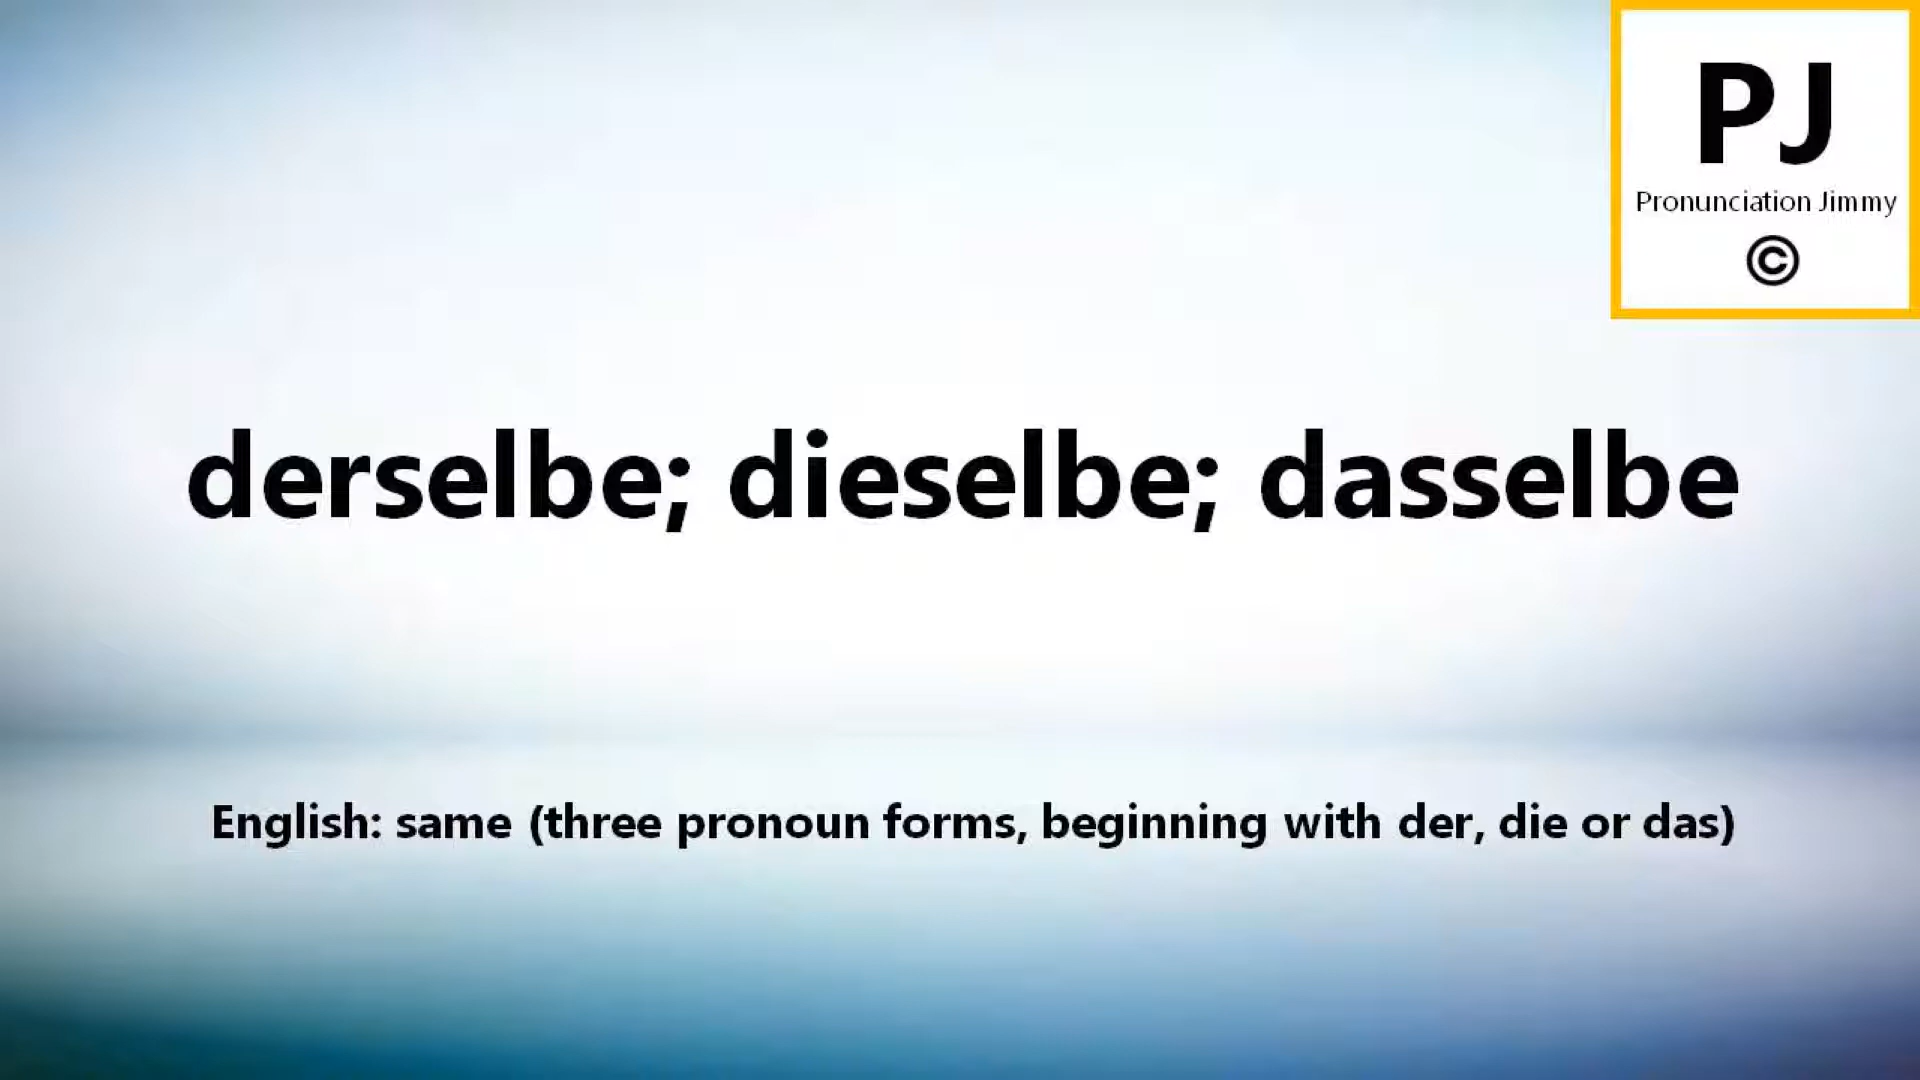 PJ
Pronunciation Jimmy
©
derselbe; dieselbe; dasselbe
English: same (three pronoun forms, beginning with der, die or das)